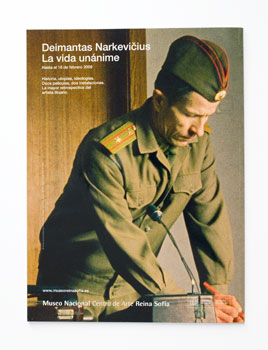 Deimantas Narkevičius
La vida unánime
Hasta el 16 de febrero 2009
Historia, utopías, ideologías.
Doce películas, dos instalaciones.
La mayor retrospectiva del
artista lituano.
www.museoreinasofia.es
Museo Nacional Centro de Arte Reina Sofía